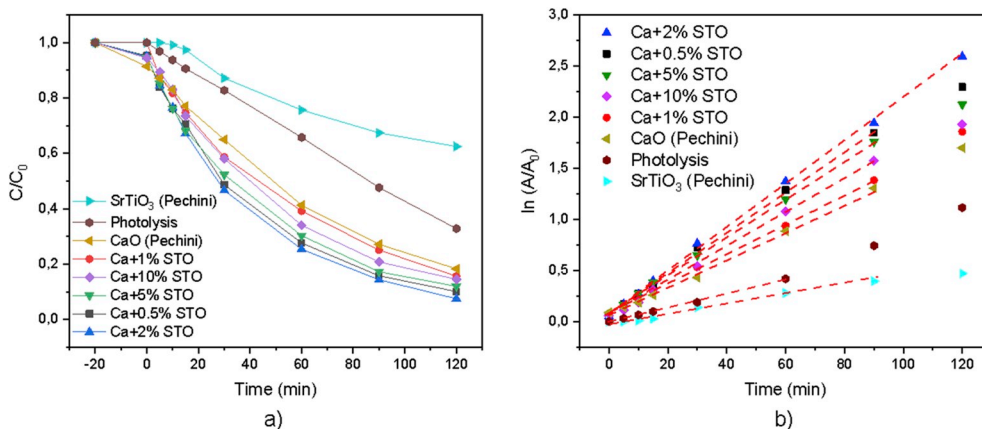 C/C₀
1,0
0,8
0,6
0,4
0,2
0,0
SrTiO₃ (Pechini)
Photolysis
CaO (Pechini)
Ca+1% STO
Ca+10% STO
Ca+5% STO
Ca+0.5% STO
Ca+2% STO
-20 0 20 40 60 80 100 120
Time (min)
a)
ln (A/A₀)
3,0
2,5
2,0
1,5
1,0
0,5
0,0
Ca+2% STO
Ca+0.5% STO
Ca+5% STO
Ca+10% STO
Ca+1% STO
CaO (Pechini)
Photolysis
SrTiO₃ (Pechini)
0 20 40 60 80 100 120
Time (min)
b)